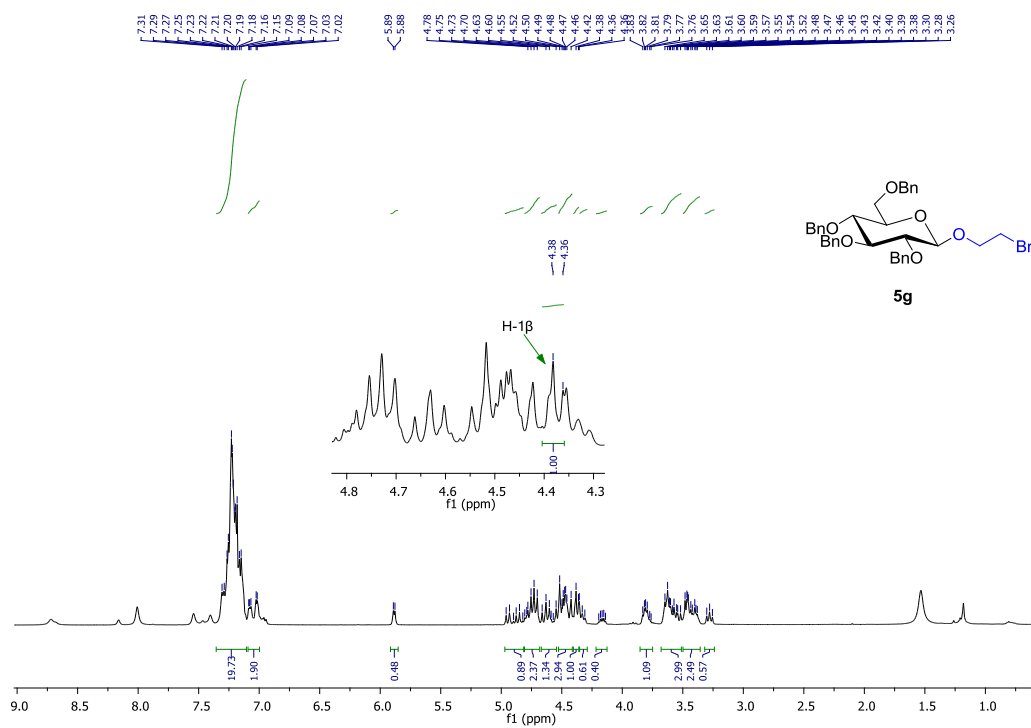 7.31 7.29 7.27 7.25 7.23 7.22 7.21 7.20 7.19 7.18 7.16 7.15 7.09 7.08 7.07 7.03 7.02 5.89 5.88 4.78 4.75 4.73 4.70 4.63 4.60 4.55 4.52 4.50 4.49 4.48 4.47 4.46 4.42 4.38 4.36 4.36 3.83 3.82 3.81 3.79 3.77 3.76 3.65 3.63 3.61 3.60 3.59 3.57 3.55 3.54 3.52 3.48 3.47 3.46 3.45 3.43 3.42 3.40 3.39 3.38 3.30 3.28 3.26
OBn
BnO
BnO
BnO
O
O
Br
5g
4.38 4.36
H-1β
1.00
4.8 4.7 4.6 4.5 4.4 4.3
f1 (ppm)
19.73 1.90 0.48 0.89 2.37 1.34 2.94 1.00 0.61 0.40 1.09 2.99 2.49 0.57
9.0 8.5 8.0 7.5 7.0 6.5 6.0 5.5 5.0 4.5 4.0 3.5 3.0 2.5 2.0 1.5 1.0
f1 (ppm)